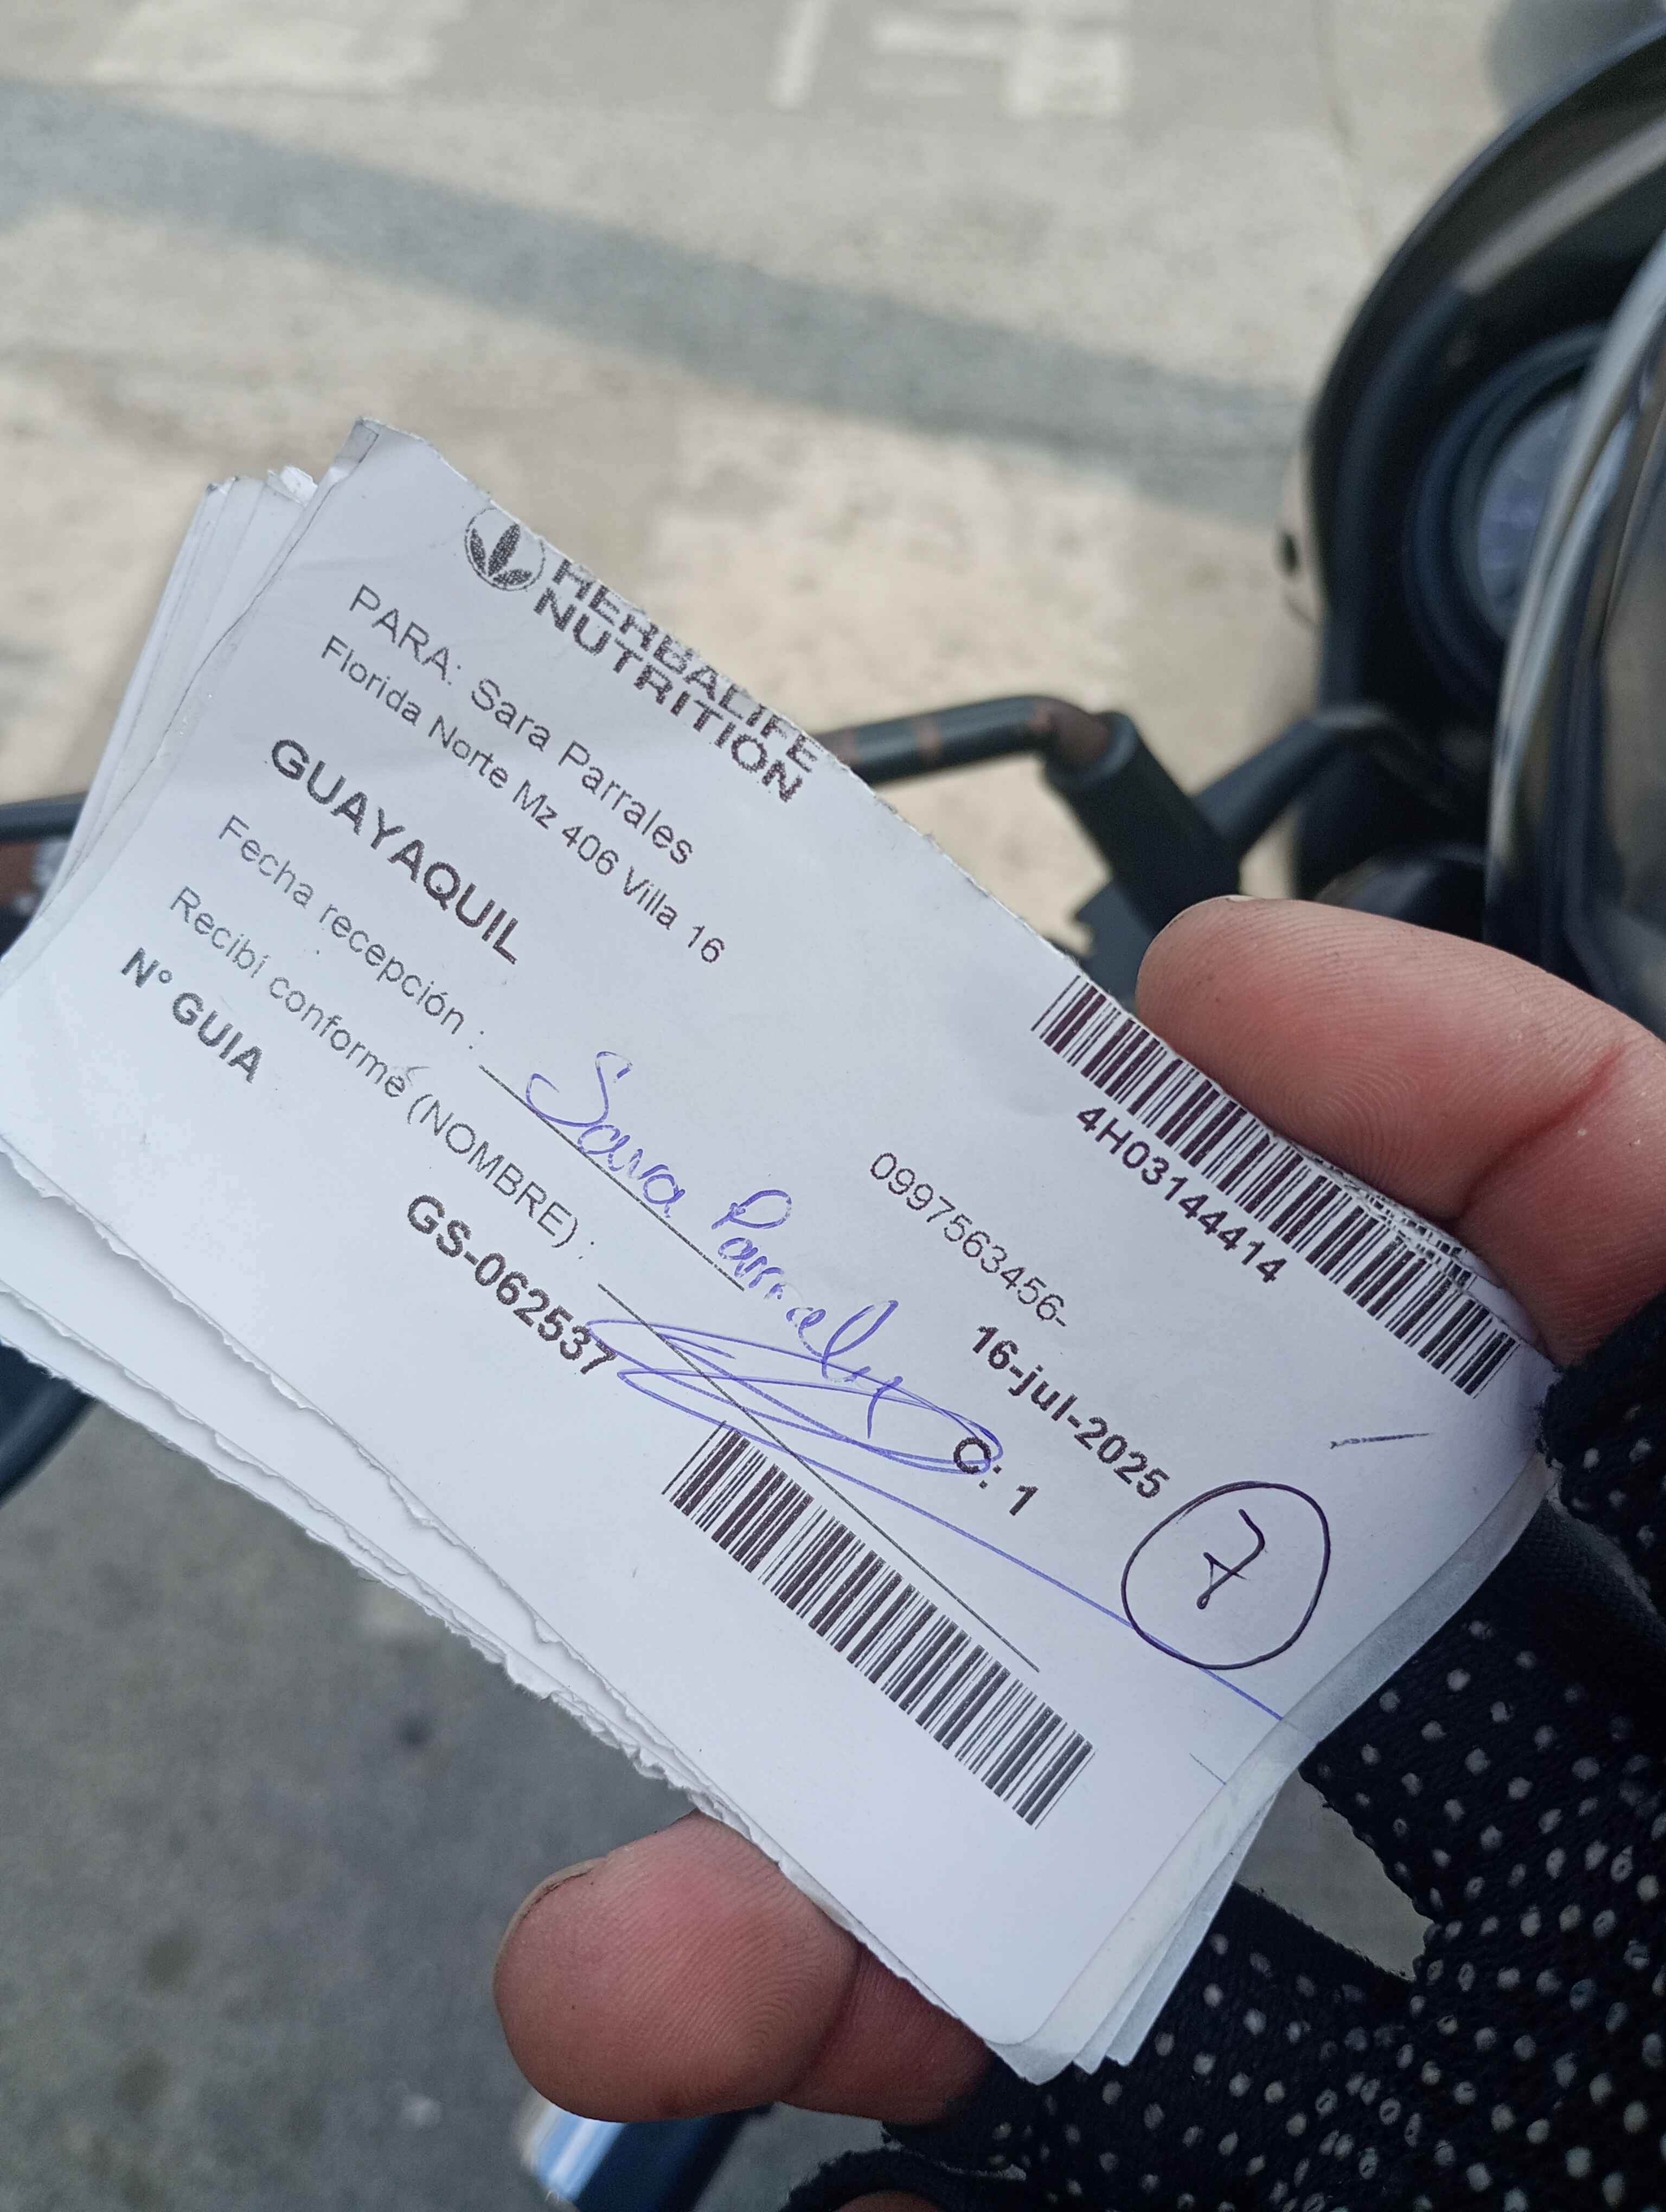 HERBALIFE
NUTRITION
PARA: Sara Parrales
Florida Norte Mz 406 Villa 16
4H03144414
GUAYAQUIL
0997563456-
16-jul-2025
Fecha recepción :
Sara Parrales
C: 1
7
Recibí conforme (NOMBRE) :
N° GUIA
GS-062537